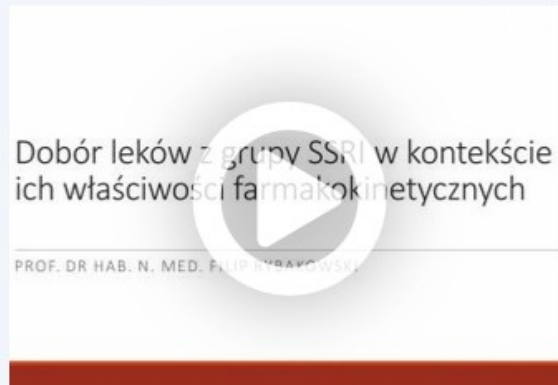 Dobór leków z grupy SSRI w kontekście
ich właściwości farmakokinetycznych
PROF. DR HAB. N. MED. FILIP RYBAKOWSKI